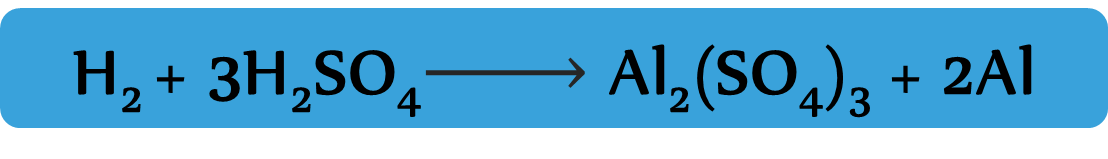 H₂ + 3H₂SO₄ ⟶ Al₂(SO₄)₃ + 2Al